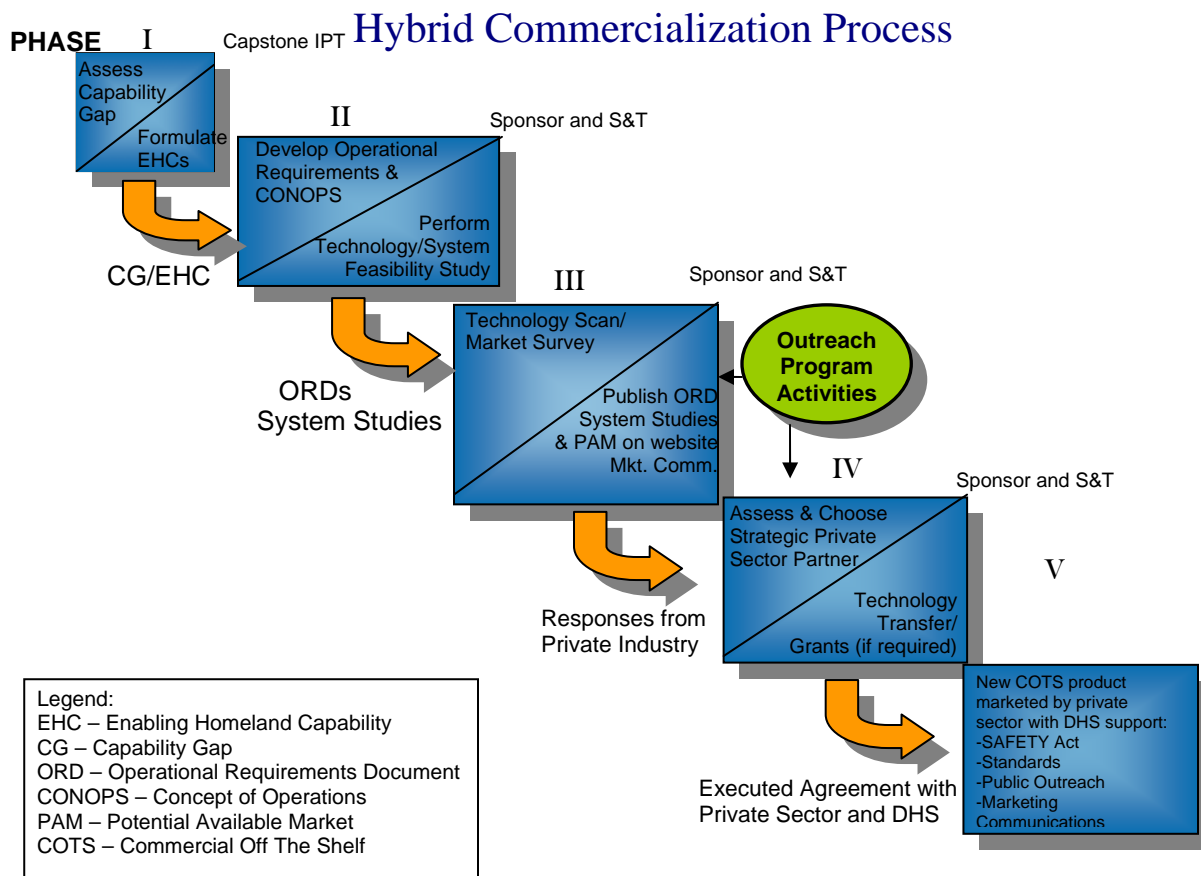 Hybrid Commercialization Process
PHASE
I
Capstone IPT
Assess
Capability
Gap
Formulate
EHCs
CG/EHC
II
Sponsor and S&T
Develop Operational
Requirements &
CONOPS
Perform
Technology/System
Feasibility Study
ORDs
System Studies
III
Sponsor and S&T
Technology Scan/
Market Survey
Publish ORD
System Studies
& PAM on website
Mkt. Comm.
Outreach
Program
Activities
Responses from
Private Industry
IV
Sponsor and S&T
Assess & Choose
Strategic Private
Sector Partner
Technology
Transfer/
Grants (if required)
Executed Agreement with
Private Sector and DHS
V
New COTS product
marketed by private
sector with DHS support:
-SAFETY Act
-Standards
-Public Outreach
-Marketing
Communications
Legend:
EHC – Enabling Homeland Capability
CG – Capability Gap
ORD – Operational Requirements Document
CONOPS – Concept of Operations
PAM – Potential Available Market
COTS – Commercial Off The Shelf